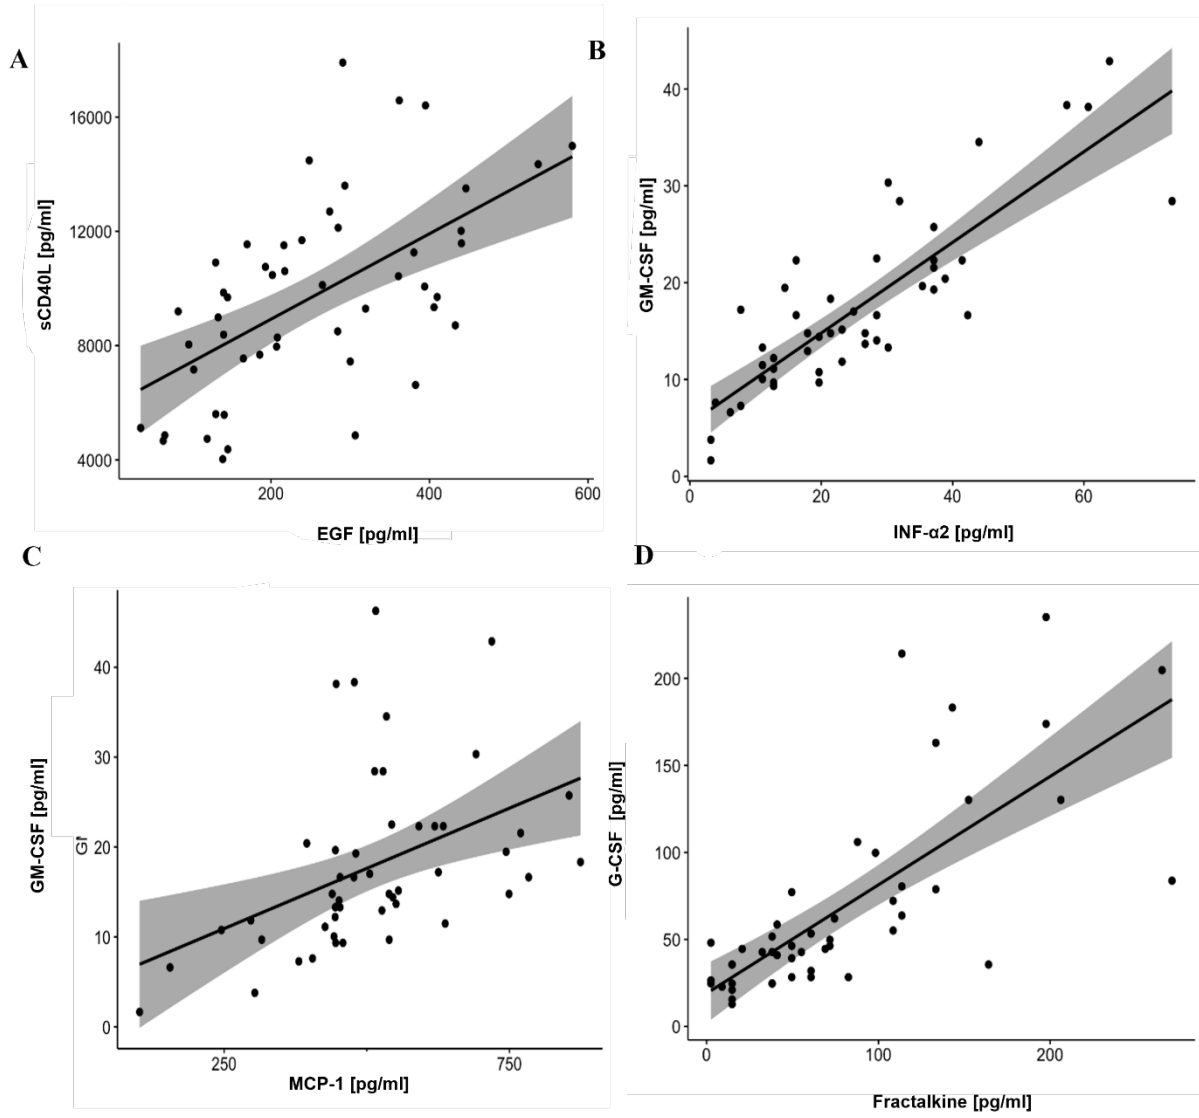 A
sCD40L [pg/ml]
16000
12000
8000
4000
200
400
600
EGF [pg/ml]
B
GM-CSF [pg/ml]
40
30
20
10
0
0
20
40
60
INF-α2 [pg/ml]
C
GM-CSF [pg/ml]
40
30
20
10
0
250
750
MCP-1 [pg/ml]
D
G-CSF [pg/ml]
200
150
100
50
0
0
100
200
Fractalkine [pg/ml]